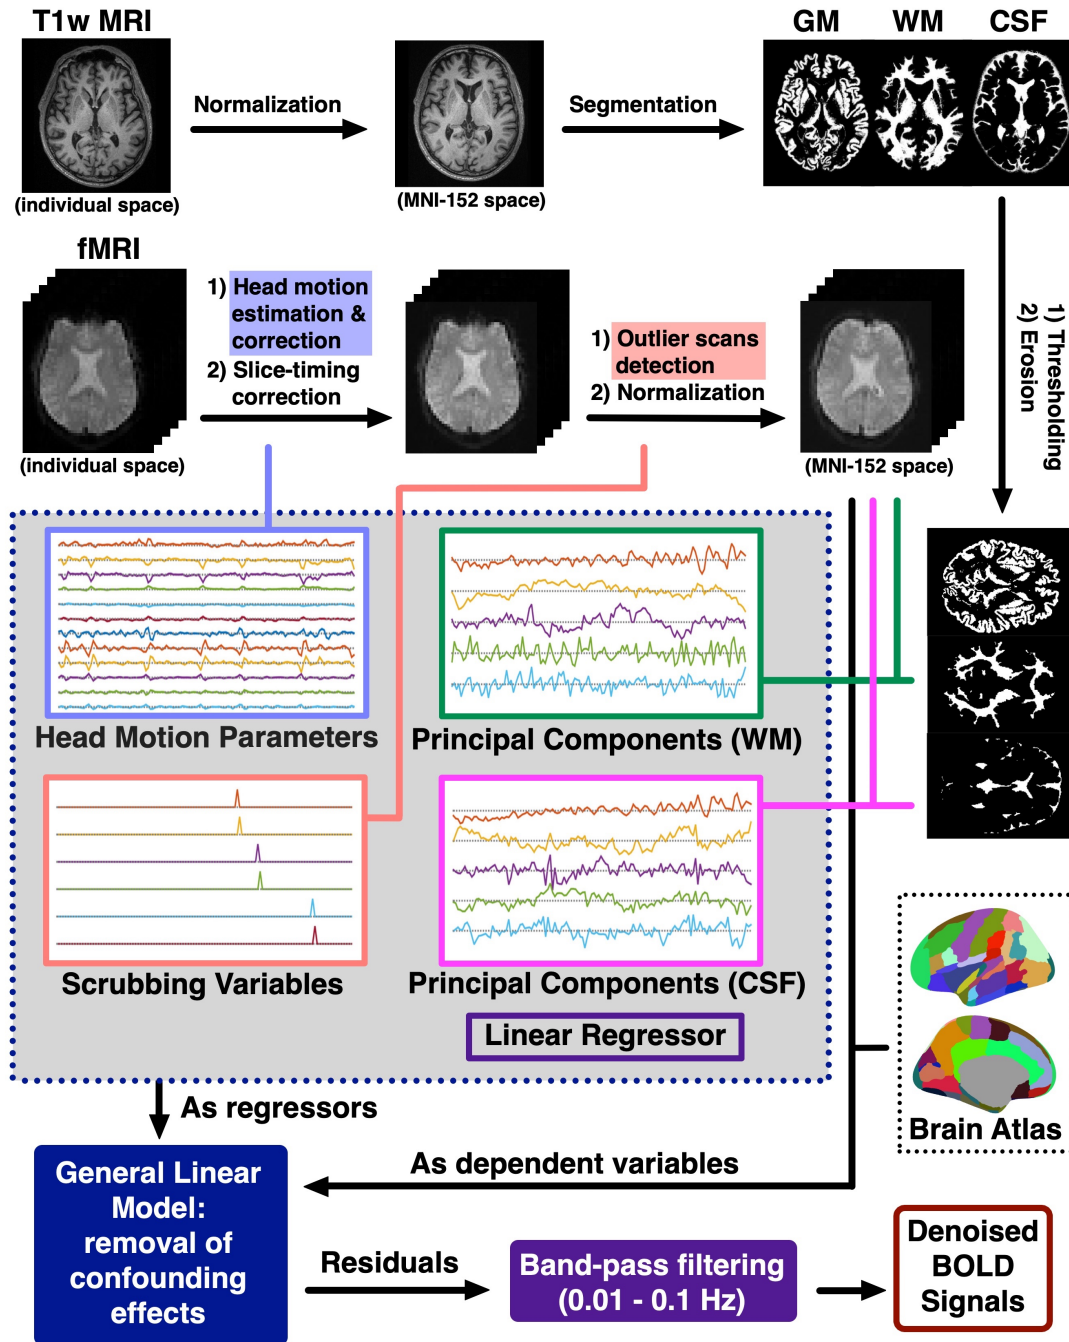 T1w MRI
GM
WM
CSF
Normalization
Segmentation
(individual space)
(MNI-152 space)
fMRI
1) Head motion
estimation &
correction
2) Slice-timing
correction
1) Outlier scans
detection
2) Normalization
1) Thresholding
2) Erosion
(individual space)
(MNI-152 space)
Head Motion Parameters
Principal Components (WM)
Scrubbing Variables
Principal Components (CSF)
Linear Regressor
Brain Atlas
As regressors
As dependent variables
General Linear
Model:
removal of
confounding
effects
Residuals
Band-pass filtering
(0.01 - 0.1 Hz)
Denoised
BOLD
Signals